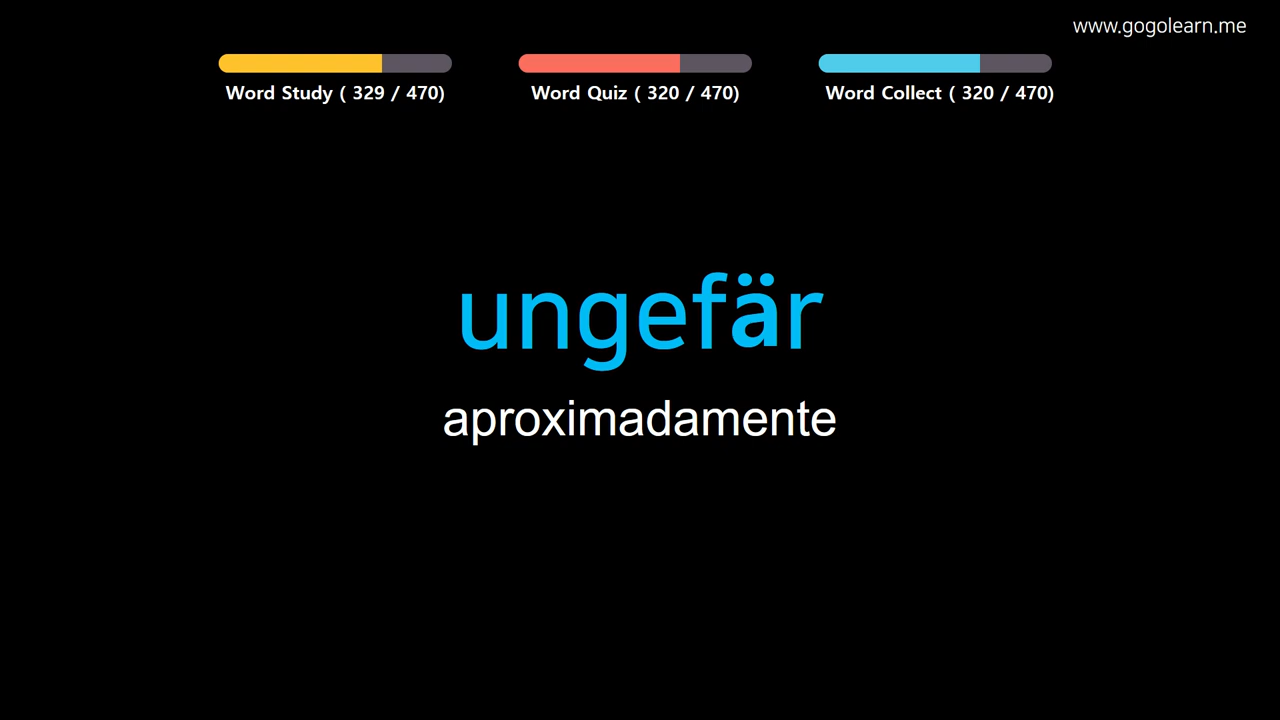 www.gogolearn.me
Word Study ( 329 / 470)
Word Quiz ( 320 / 470)
Word Collect ( 320 / 470)
ungefär
aproximadamente